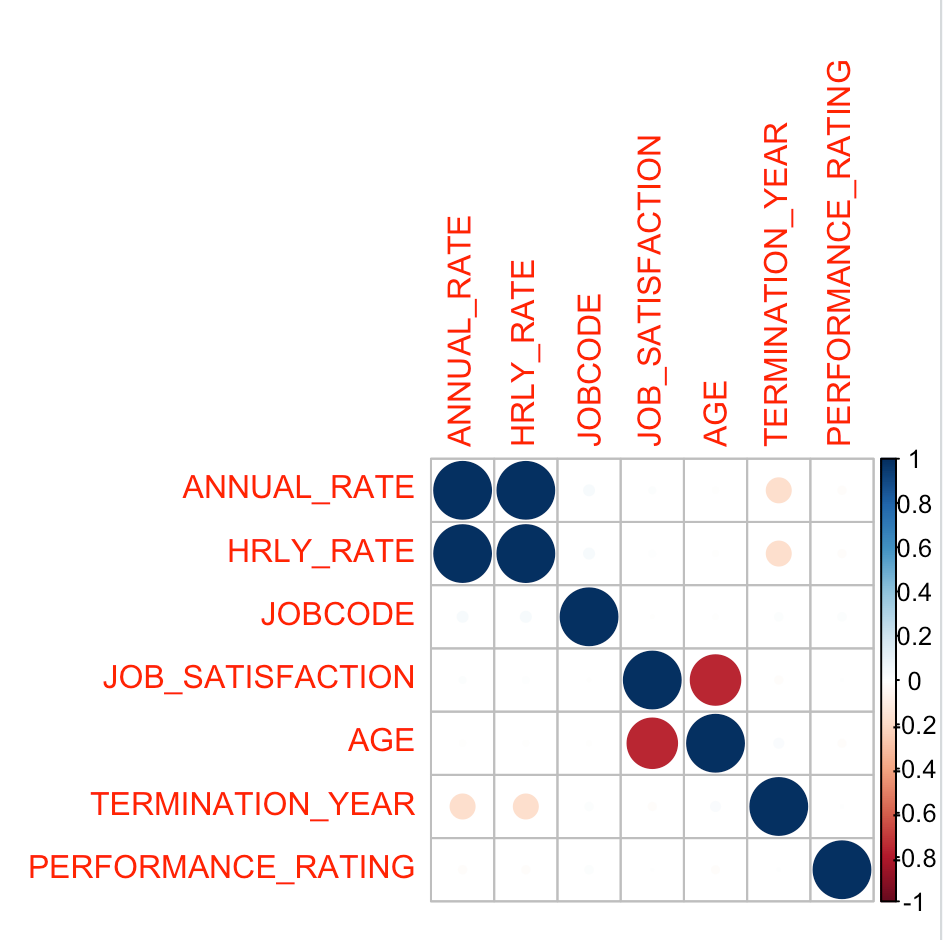 ANNUAL_RATE
HRLY_RATE
JOBCODE
JOB_SATISFACTION
AGE
TERMINATION_YEAR
PERFORMANCE_RATING
ANNUAL_RATE
HRLY_RATE
JOBCODE
JOB_SATISFACTION
AGE
TERMINATION_YEAR
PERFORMANCE_RATING
1
0.8
0.6
0.4
0.2
0
-0.2
-0.4
-0.6
-0.8
-1